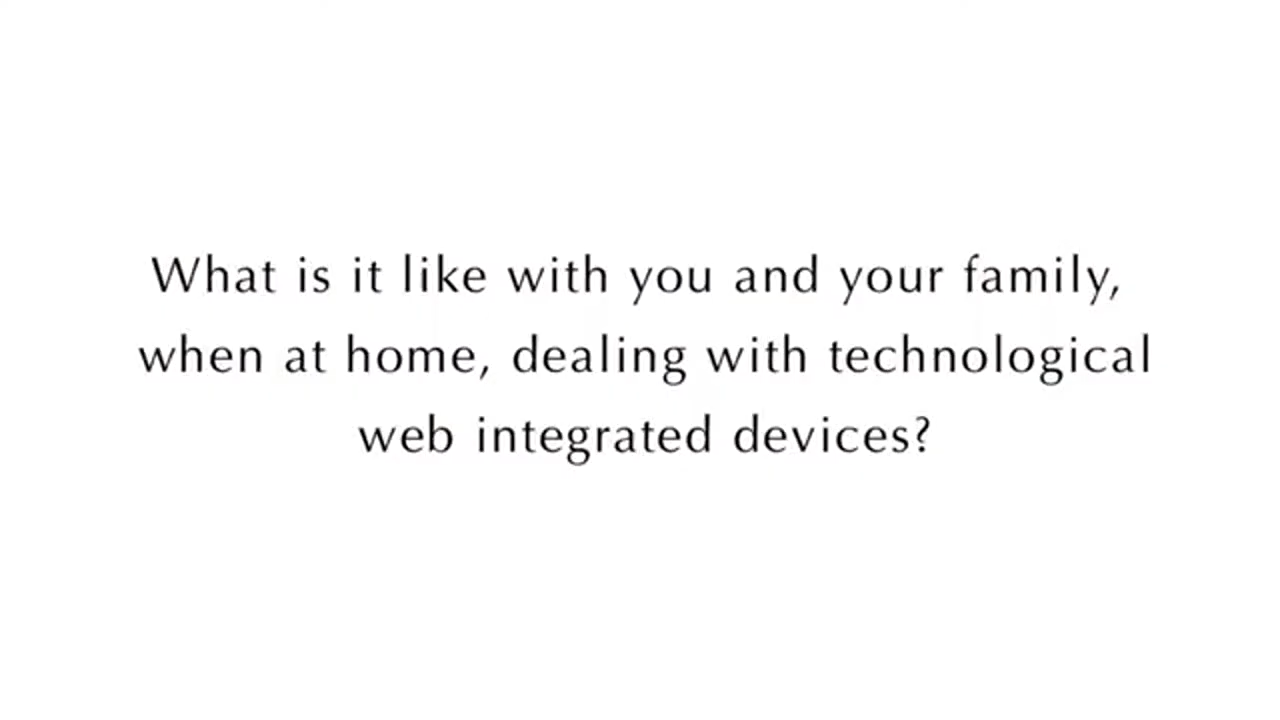 What is it like with you and your family,
when at home, dealing with technological
web integrated devices?